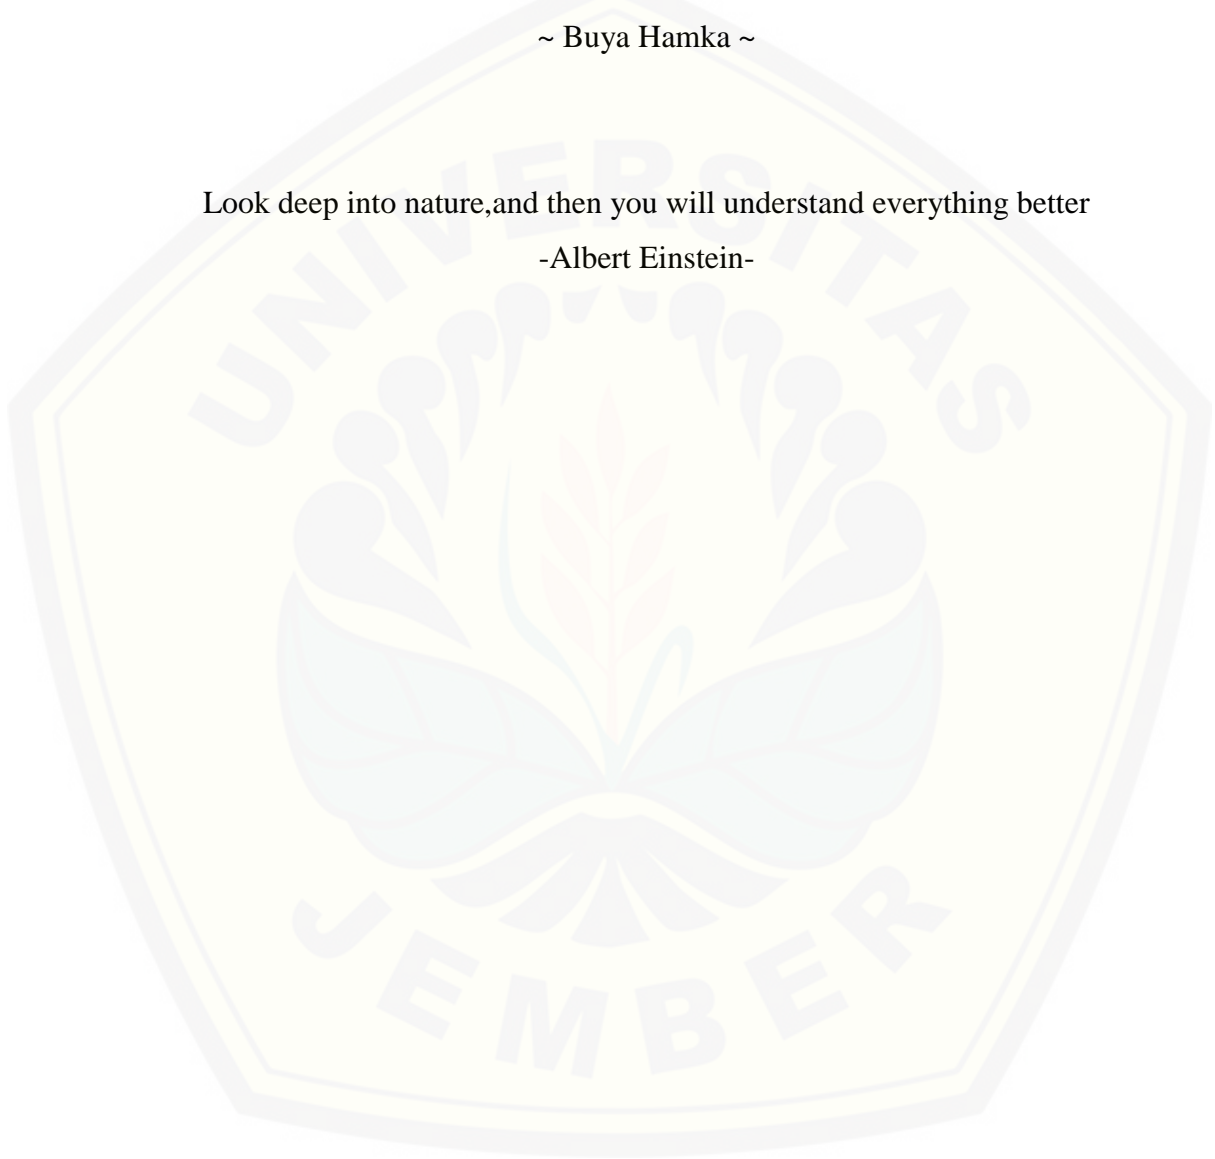 ~ Buya Hamka ~
Look deep into nature,and then you will understand everything better
-Albert Einstein-
UNIVERSITAS
JEMBER